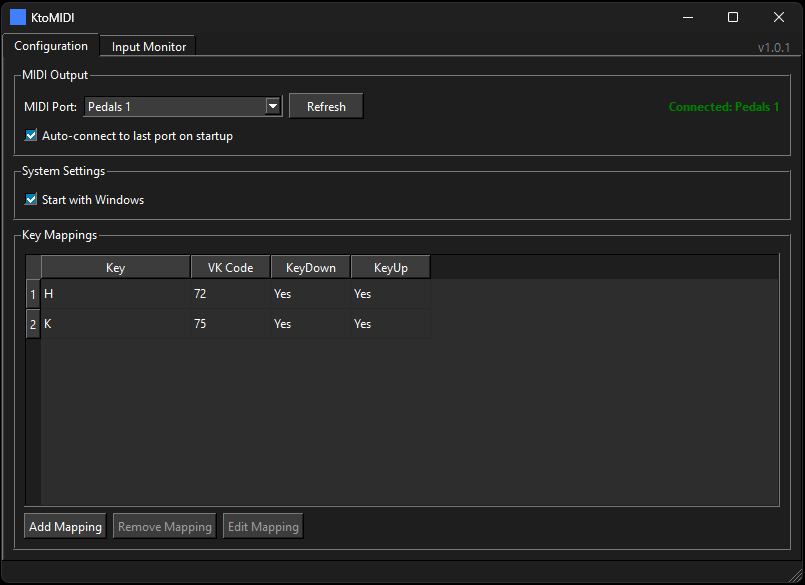 KtoMIDI
Configuration Input Monitor v1.0.1
MIDI Output
MIDI Port: Pedals 1 Refresh Connected: Pedals 1
Auto-connect to last port on startup
System Settings
Start with Windows
Key Mappings
Key VK Code KeyDown KeyUp
1 H 72 Yes Yes
2 K 75 Yes Yes
Add Mapping Remove Mapping Edit Mapping